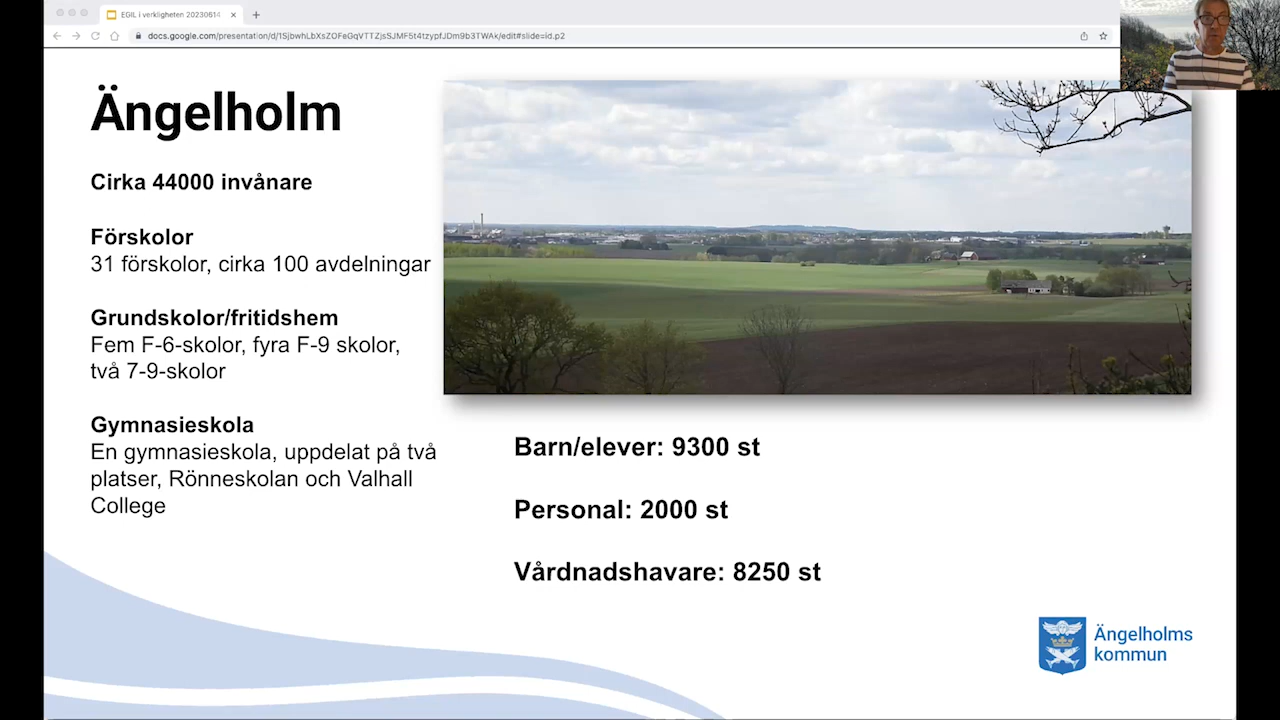 EGIL i verkligheten 20230614
docs.google.com/presentation/d/1SjbwhLbXsZOFeGqVTTZjsSJMF5t4tzypfJDm9b3TWAk/edit#slide=id.p2
Ängelholm
Cirka 44000 invånare
Förskolor
31 förskolor, cirka 100 avdelningar
Grundskolor/fritidshem
Fem F-6-skolor, fyra F-9 skolor,
två 7-9-skolor
Gymnasieskola
En gymnasieskola, uppdelat på två
platser, Rönneskolan och Valhall
College
Barn/elever: 9300 st
Personal: 2000 st
Vårdnadshavare: 8250 st
Ängelholms
kommun